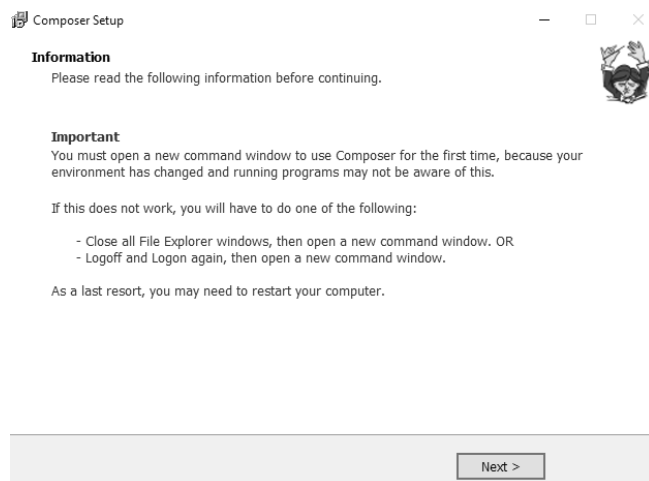 Composer Setup
Information
Please read the following information before continuing.
Important
You must open a new command window to use Composer for the first time, because your
environment has changed and running programs may not be aware of this.
If this does not work, you will have to do one of the following:
- Close all File Explorer windows, then open a new command window. OR
- Logoff and Logon again, then open a new command window.
As a last resort, you may need to restart your computer.
Next >